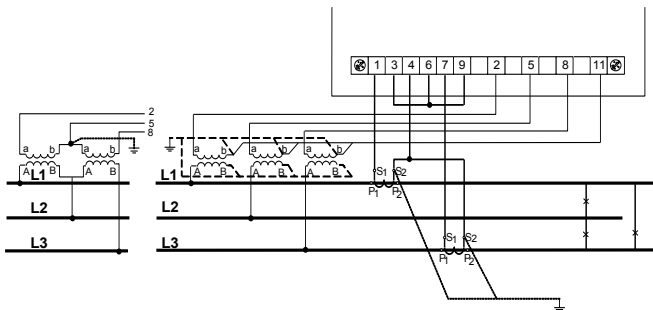 1 3 4 6 7 9 2 5 8 11
2
5
8
a b a b a b a b a b
A B A B A B A B A B
L1 L1
S1 S2
P1 P2
L2 L2
S1 S2
L3 L3
P1 P2